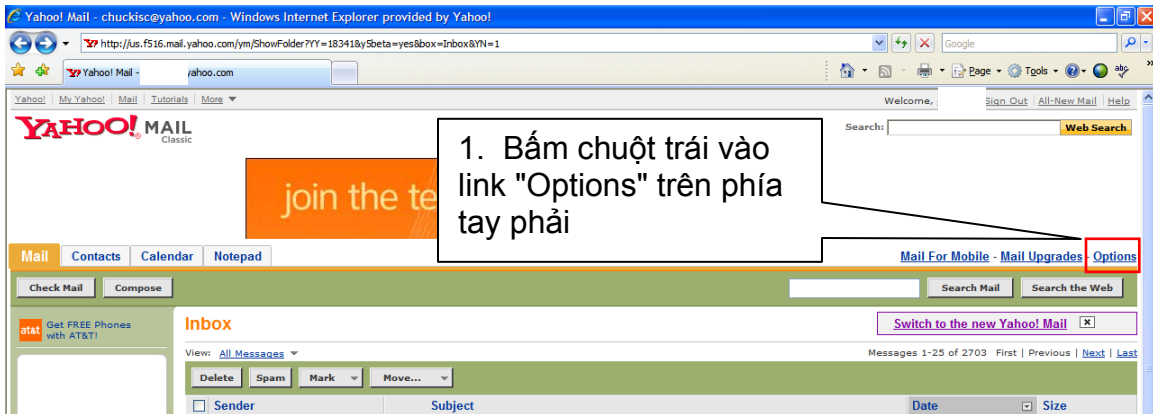 Yahoo! Mail - chuckisc@yahoo.com - Windows Internet Explorer provided by Yahoo!
http://us.f516.mail.yahoo.com/ym/ShowFolder?YY=18341&y5beta=yes&box=Inbox&YN=1
Google
Yahoo! Mail - yahoo.com
Page Tools
Yahoo! My Yahoo! Mail Tutorials More
Welcome, Sign Out All-New Mail Help
YAHOO! MAIL
Classic
Search: Web Search
join the te
1. Bấm chuột trái vào
link "Options" trên phía
tay phải
Mail Contacts Calendar Notepad
Mail For Mobile - Mail Upgrades - Options
Check Mail Compose
Search Mail Search the Web
at&t Get FREE Phones
with AT&T!
Inbox
Switch to the new Yahoo! Mail
View: All Messages
Messages 1-25 of 2703 First | Previous | Next | Last
Delete Spam Mark Move...
Sender Subject Date Size